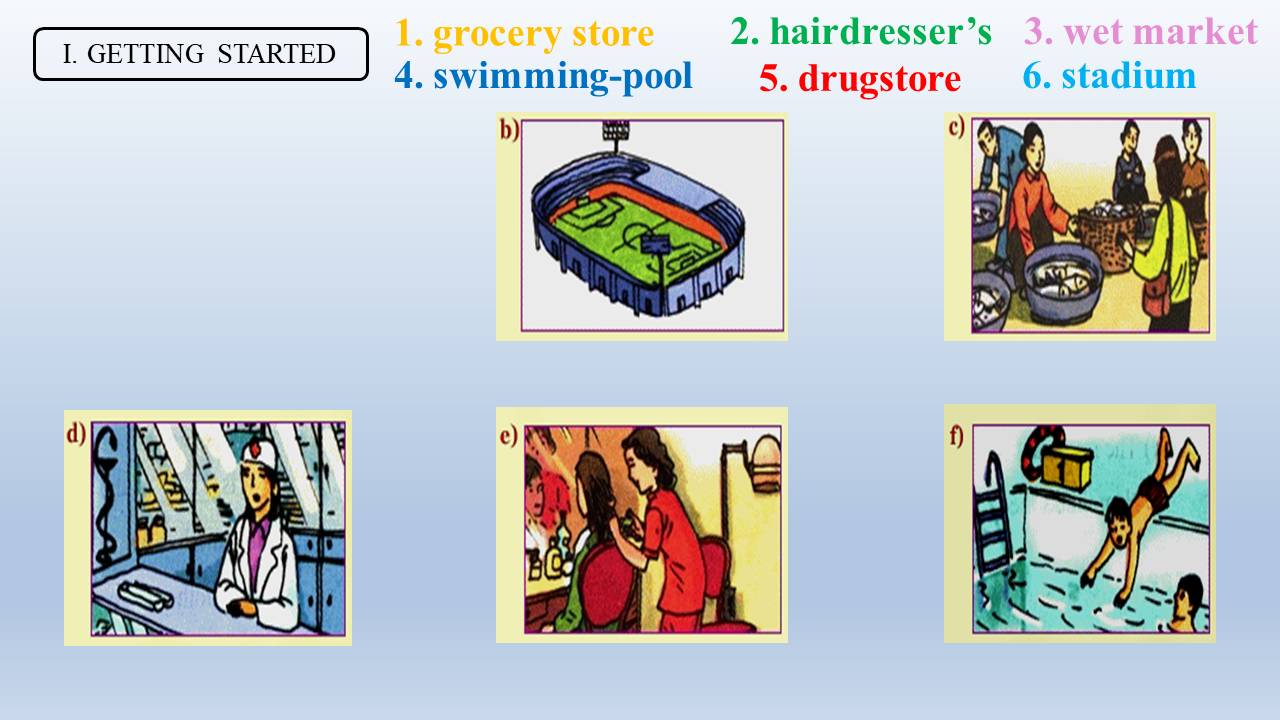 I. GETTING STARTED
1. grocery store
2. hairdresser’s
3. wet market
4. swimming-pool
5. drugstore
6. stadium
b)
c)
d)
e)
f)